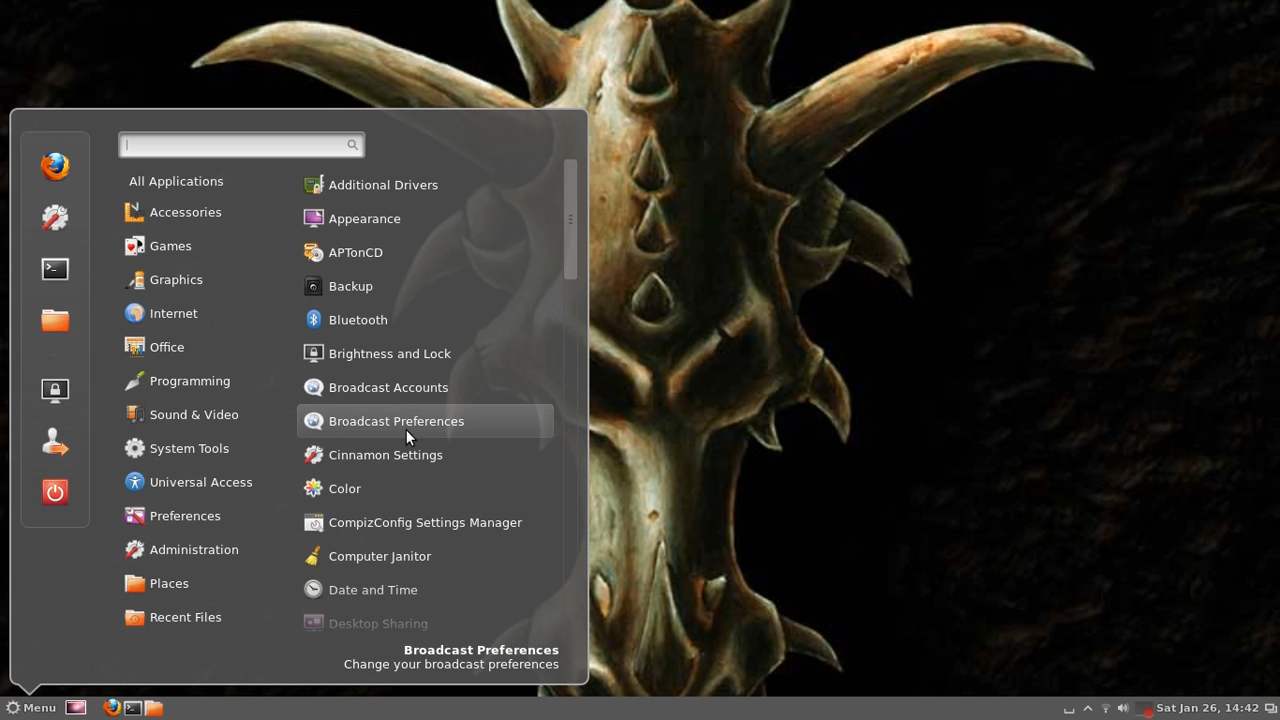 All Applications
Accessories
Games
Graphics
Internet
Office
Programming
Sound & Video
System Tools
Universal Access
Preferences
Administration
Places
Recent Files
Additional Drivers
Appearance
APTonCD
Backup
Bluetooth
Brightness and Lock
Broadcast Accounts
Broadcast Preferences
Cinnamon Settings
Color
CompizConfig Settings Manager
Computer Janitor
Date and Time
Desktop Sharing
Broadcast Preferences
Change your broadcast preferences
Menu
Sat Jan 26, 14:42